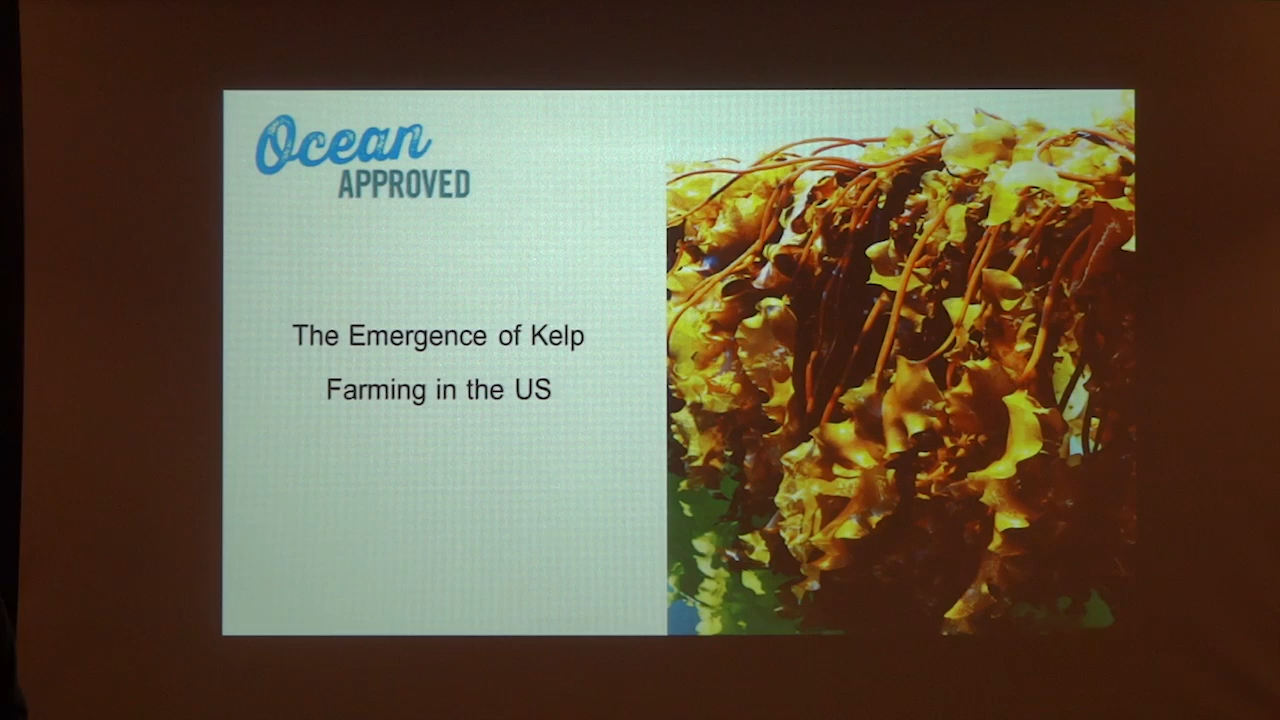 Ocean
APPROVED
The Emergence of Kelp
Farming in the US